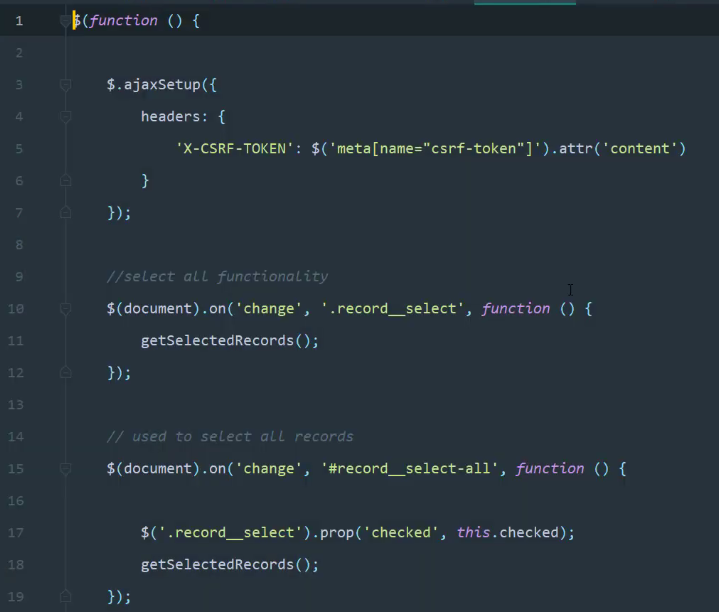 1 $(function () {
2
3 $.ajaxSetup({
4 headers: {
5 'X-CSRF-TOKEN': $('meta[name="csrf-token"]').attr('content')
6 }
7 });
8
9 //select all functionality
10 $(document).on('change', '.record__select', function () {
11 getSelectedRecords();
12 });
13
14 // used to select all records
15 $(document).on('change', '#record__select-all', function () {
16
17 $('.record__select').prop('checked', this.checked);
18 getSelectedRecords();
19 });